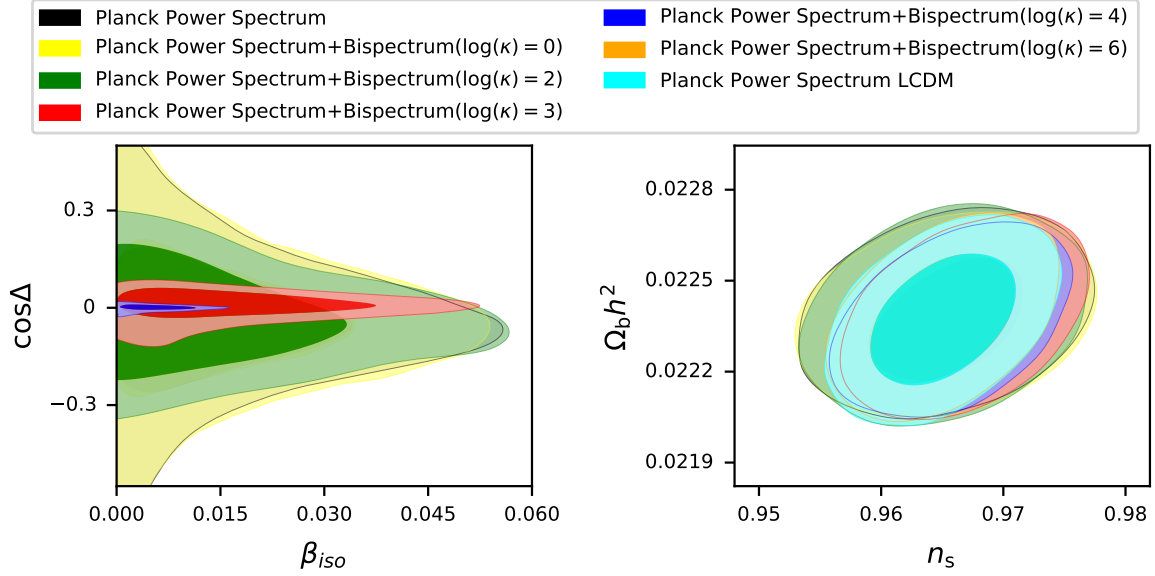 Planck Power Spectrum
Planck Power Spectrum+Bispectrum(log(κ) = 0)
Planck Power Spectrum+Bispectrum(log(κ) = 2)
Planck Power Spectrum+Bispectrum(log(κ) = 3)
Planck Power Spectrum+Bispectrum(log(κ) = 4)
Planck Power Spectrum+Bispectrum(log(κ) = 6)
Planck Power Spectrum LCDM
cosΔ
0.3
0
−0.3
0.000 0.015 0.030 0.045 0.060
β_iso
Ω_b h²
0.0228
0.0225
0.0222
0.0219
0.95 0.96 0.97 0.98
n_s